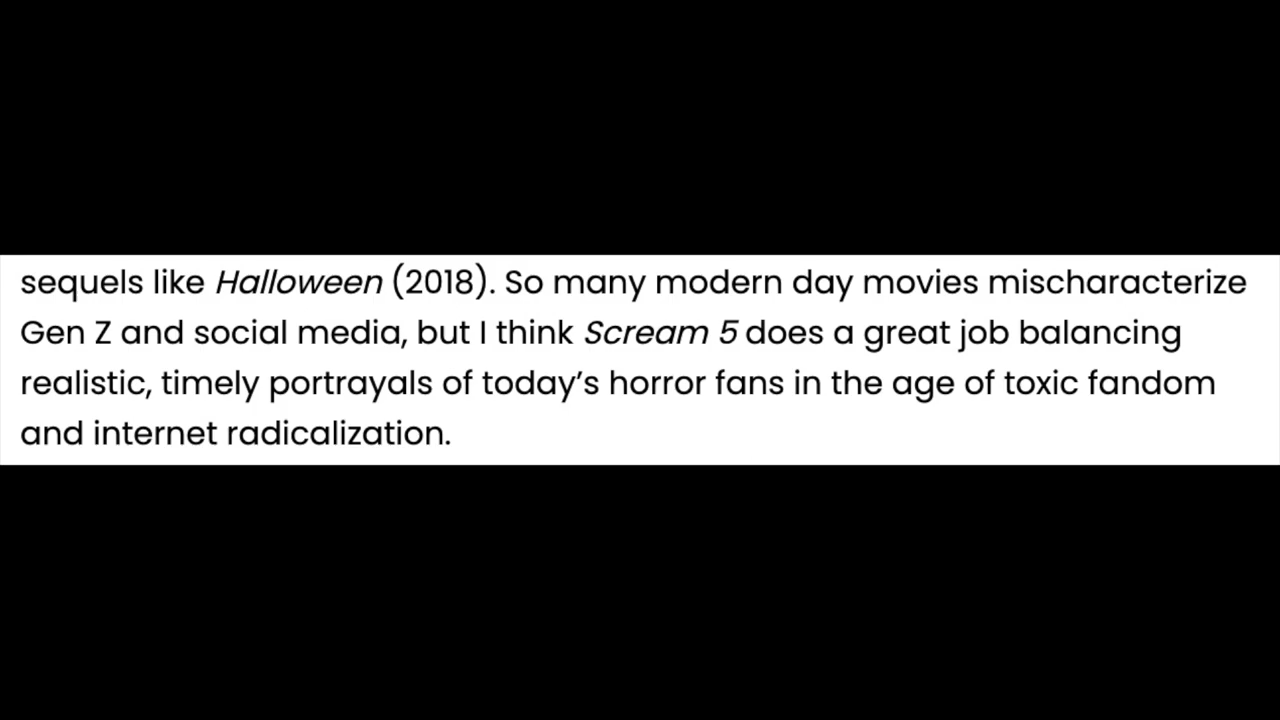 sequels like Halloween (2018). So many modern day movies mischaracterize
Gen Z and social media, but I think Scream 5 does a great job balancing
realistic, timely portrayals of today’s horror fans in the age of toxic fandom
and internet radicalization.